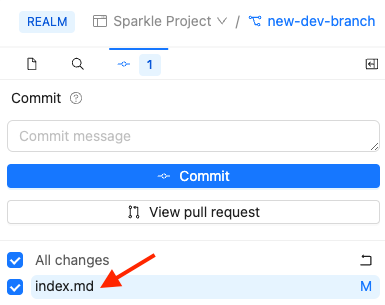 REALM Sparkle Project / new-dev-branch
1
Commit
Commit message
Commit
View pull request
All changes
index.md M